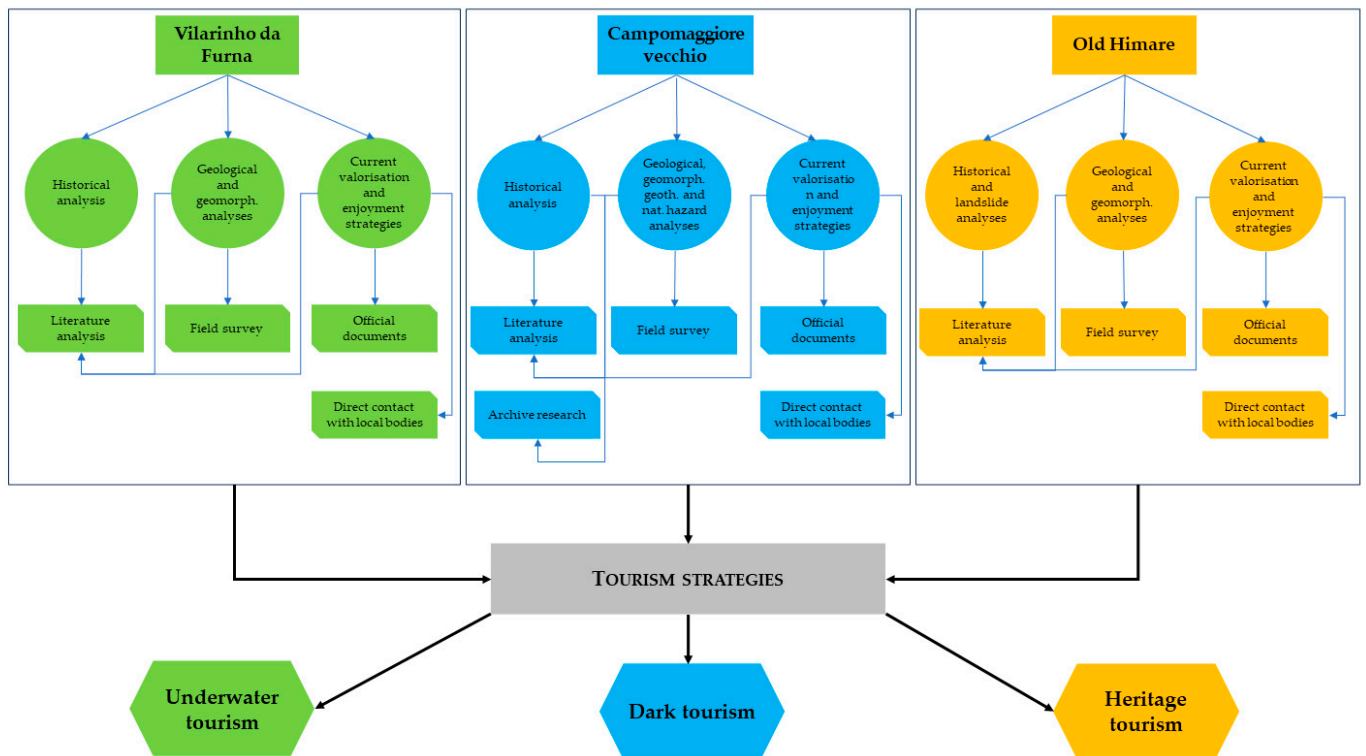 Vilarinho da
Furna
Historical
analysis
Geological
and
geomorph.
analyses
Current
valorisation
and
enjoyment
strategies
Literature
analysis
Field survey
Official
documents
Direct contact
with local bodies
Campomaggiore
vecchio
Historical
analysis
Geological,
geomorph.
geoth. and
nat. hazard
analyses
Current
valorisatio
n and
enjoyment
strategies
Literature
analysis
Field survey
Official
documents
Archive research
Direct contact
with local bodies
Old Himare
Historical
and
landslide
analyses
Geological
and
geomorph.
analyses
Current
valorisation
and
enjoyment
strategies
Literature
analysis
Field survey
Official
documents
Direct contact
with local bodies
TOURISM STRATEGIES
Underwater
tourism
Dark tourism
Heritage
tourism